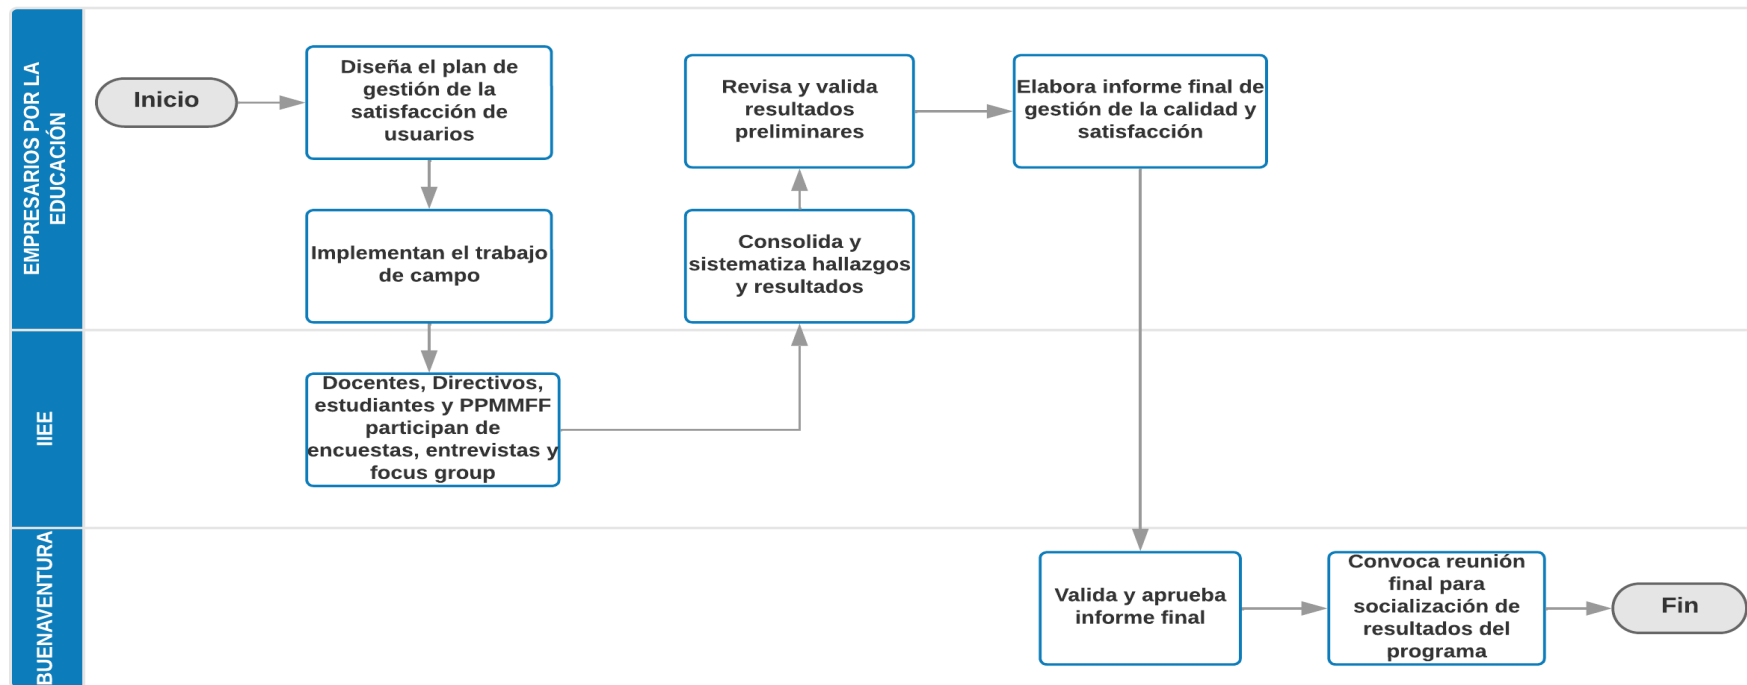 EMPRESARIOS POR LA
EDUCACIÓN
Inicio
Diseña el plan de
gestión de la
satisfacción de
usuarios
Implementan el trabajo
de campo
Revisa y valida
resultados
preliminares
Consolida y
sistematiza hallazgos
y resultados
Elabora informe final de
gestión de la calidad y
satisfacción
IIEE
Docentes, Directivos,
estudiantes y PPMMFF
participan de
encuestas, entrevistas y
focus group
BUENAVENTURA
Valida y aprueba
informe final
Convoca reunión
final para
socialización de
resultados del
programa
Fin